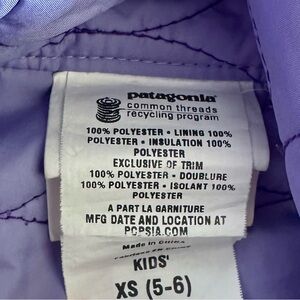 patagonia
common threads
recycling program
100% POLYESTER • LINING 100%
POLYESTER • INSULATION 100%
POLYESTER
EXCLUSIVE OF TRIM
100% POLYESTER • DOUBLURE
100% POLYESTER • ISOLANT 100%
POLYESTER
A PART LA GARNITURE
MFG DATE AND LOCATION AT
PCPSIA.COM
Made in CHINA
KIDS'
XS (5-6)